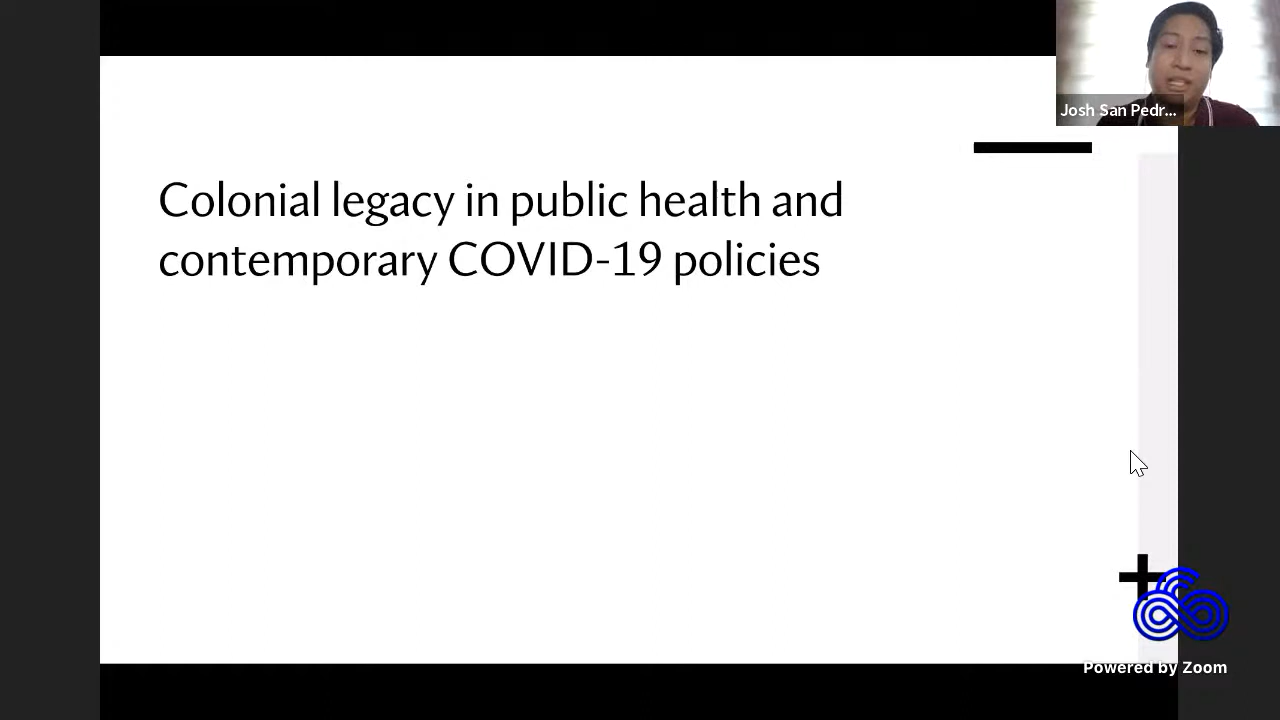 Josh San Pedr...
Colonial legacy in public health and
contemporary COVID-19 policies
Powered by Zoom